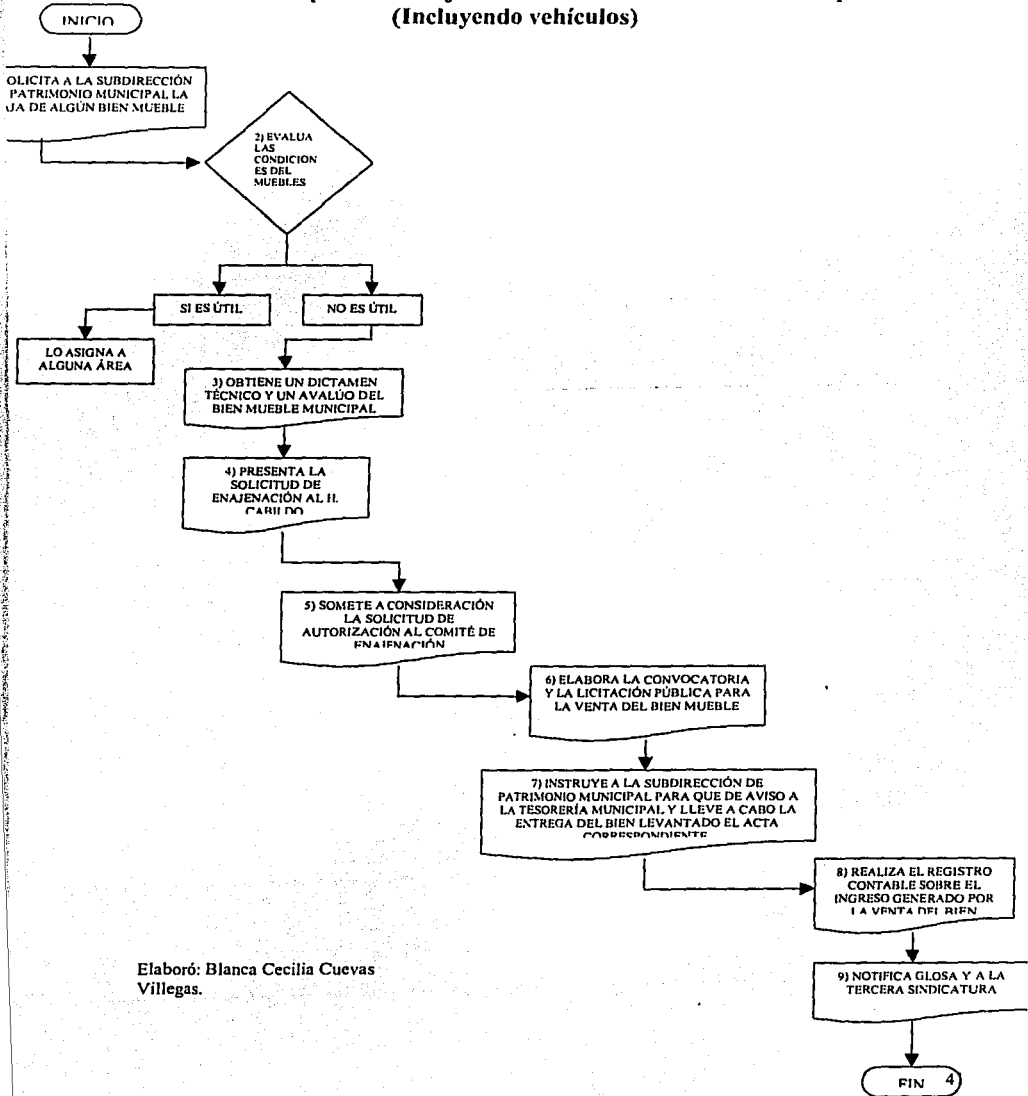 (Incluyendo vehículos)
INICIO
OLICITA A LA SUBDIRECCIÓN
PATRIMONIO MUNICIPAL LA
JA DE ALGÚN BIEN MUEBLE
2) EVALUA
LAS
CONDICION
ES DEL
MUEBLES
SI ES ÚTIL
NO ES ÚTIL
LO ASIGNA A
ALGUNA ÁREA
3) OBTIENE UN DICTAMEN
TÉCNICO Y UN AVALÚO DEL
BIEN MUEBLE MUNICIPAL
4) PRESENTA LA
SOLICITUD DE
ENAJENACIÓN AL H.
CABILDO
5) SOMETE A CONSIDERACIÓN
LA SOLICITUD DE
AUTORIZACIÓN AL COMITÉ DE
ENAJENACIÓN
6) ELABORA LA CONVOCATORIA
Y LA LICITACIÓN PÚBLICA PARA
LA VENTA DEL BIEN MUEBLE
7) INSTRUYE A LA SUBDIRECCIÓN DE
PATRIMONIO MUNICIPAL PARA QUE DE AVISO A
LA TESORERÍA MUNICIPAL Y LLEVE A CABO LA
ENTREGA DEL BIEN LEVANTADO EL ACTA
CORRESPONDIENTE
8) REALIZA EL REGISTRO
CONTABLE SOBRE EL
INGRESO GENERADO POR
LA VENTA DEL BIEN
Elaboró: Blanca Cecilia Cuevas
Villegas.
9) NOTIFICA GLOSA Y A LA
TERCERA SINDICATURA
FIN 4